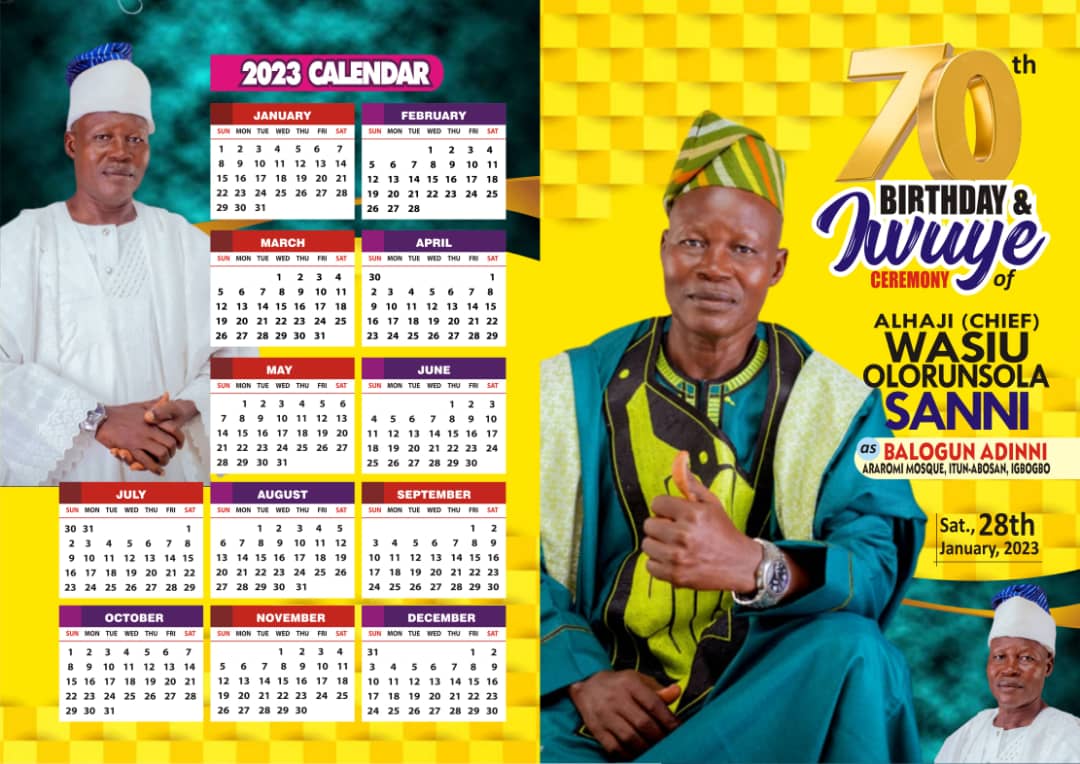 2023 CALENDAR
JANUARY
SUN MON TUE WED THU FRI SAT
1 2 3 4 5 6 7
8 9 10 11 12 13 14
15 16 17 18 19 20 21
22 23 24 25 26 27 28
29 30 31
FEBRUARY
SUN MON TUE WED THU FRI SAT
1 2 3 4
5 6 7 8 9 10 11
12 13 14 15 16 17 18
19 20 21 22 23 24 25
26 27 28
MARCH
SUN MON TUE WED THU FRI SAT
1 2 3 4
5 6 7 8 9 10 11
12 13 14 15 16 17 18
19 20 21 22 23 24 25
26 27 28 29 30 31
APRIL
SUN MON TUE WED THU FRI SAT
30 1
2 3 4 5 6 7 8
9 10 11 12 13 14 15
16 17 18 19 20 21 22
23 24 25 26 27 28 29
MAY
SUN MON TUE WED THU FRI SAT
1 2 3 4 5 6
7 8 9 10 11 12 13
14 15 16 17 18 19 20
21 22 23 24 25 26 27
28 29 30 31
JUNE
SUN MON TUE WED THU FRI SAT
1 2 3
4 5 6 7 8 9 10
11 12 13 14 15 16 17
18 19 20 21 22 23 24
25 26 27 28 29 30
JULY
SUN MON TUE WED THU FRI SAT
30 31 1
2 3 4 5 6 7 8
9 10 11 12 13 14 15
16 17 18 19 20 21 22
23 24 25 26 27 28 29
AUGUST
SUN MON TUE WED THU FRI SAT
1 2 3 4 5
6 7 8 9 10 11 12
13 14 15 16 17 18 19
20 21 22 23 24 25 26
27 28 29 30 31
SEPTEMBER
SUN MON TUE WED THU FRI SAT
1 2
3 4 5 6 7 8 9
10 11 12 13 14 15 16
17 18 19 20 21 22 23
24 25 26 27 28 29 30
OCTOBER
SUN MON TUE WED THU FRI SAT
1 2 3 4 5 6 7
8 9 10 11 12 13 14
15 16 17 18 19 20 21
22 23 24 25 26 27 28
29 30 31
NOVEMBER
SUN MON TUE WED THU FRI SAT
1 2 3 4
5 6 7 8 9 10 11
12 13 14 15 16 17 18
19 20 21 22 23 24 25
26 27 28 29 30
DECEMBER
SUN MON TUE WED THU FRI SAT
31 1 2
3 4 5 6 7 8 9
10 11 12 13 14 15 16
17 18 19 20 21 22 23
24 25 26 27 28 29 30
70th
BIRTHDAY &
Iwuye
CEREMONY of
ALHAJI (CHIEF)
WASIU
OLORUNSOLA
SANNI
as BALOGUN ADINNI
ARAROMI MOSQUE, ITUN-ABOSAN, IGBOGBO
Sat., 28th
January, 2023